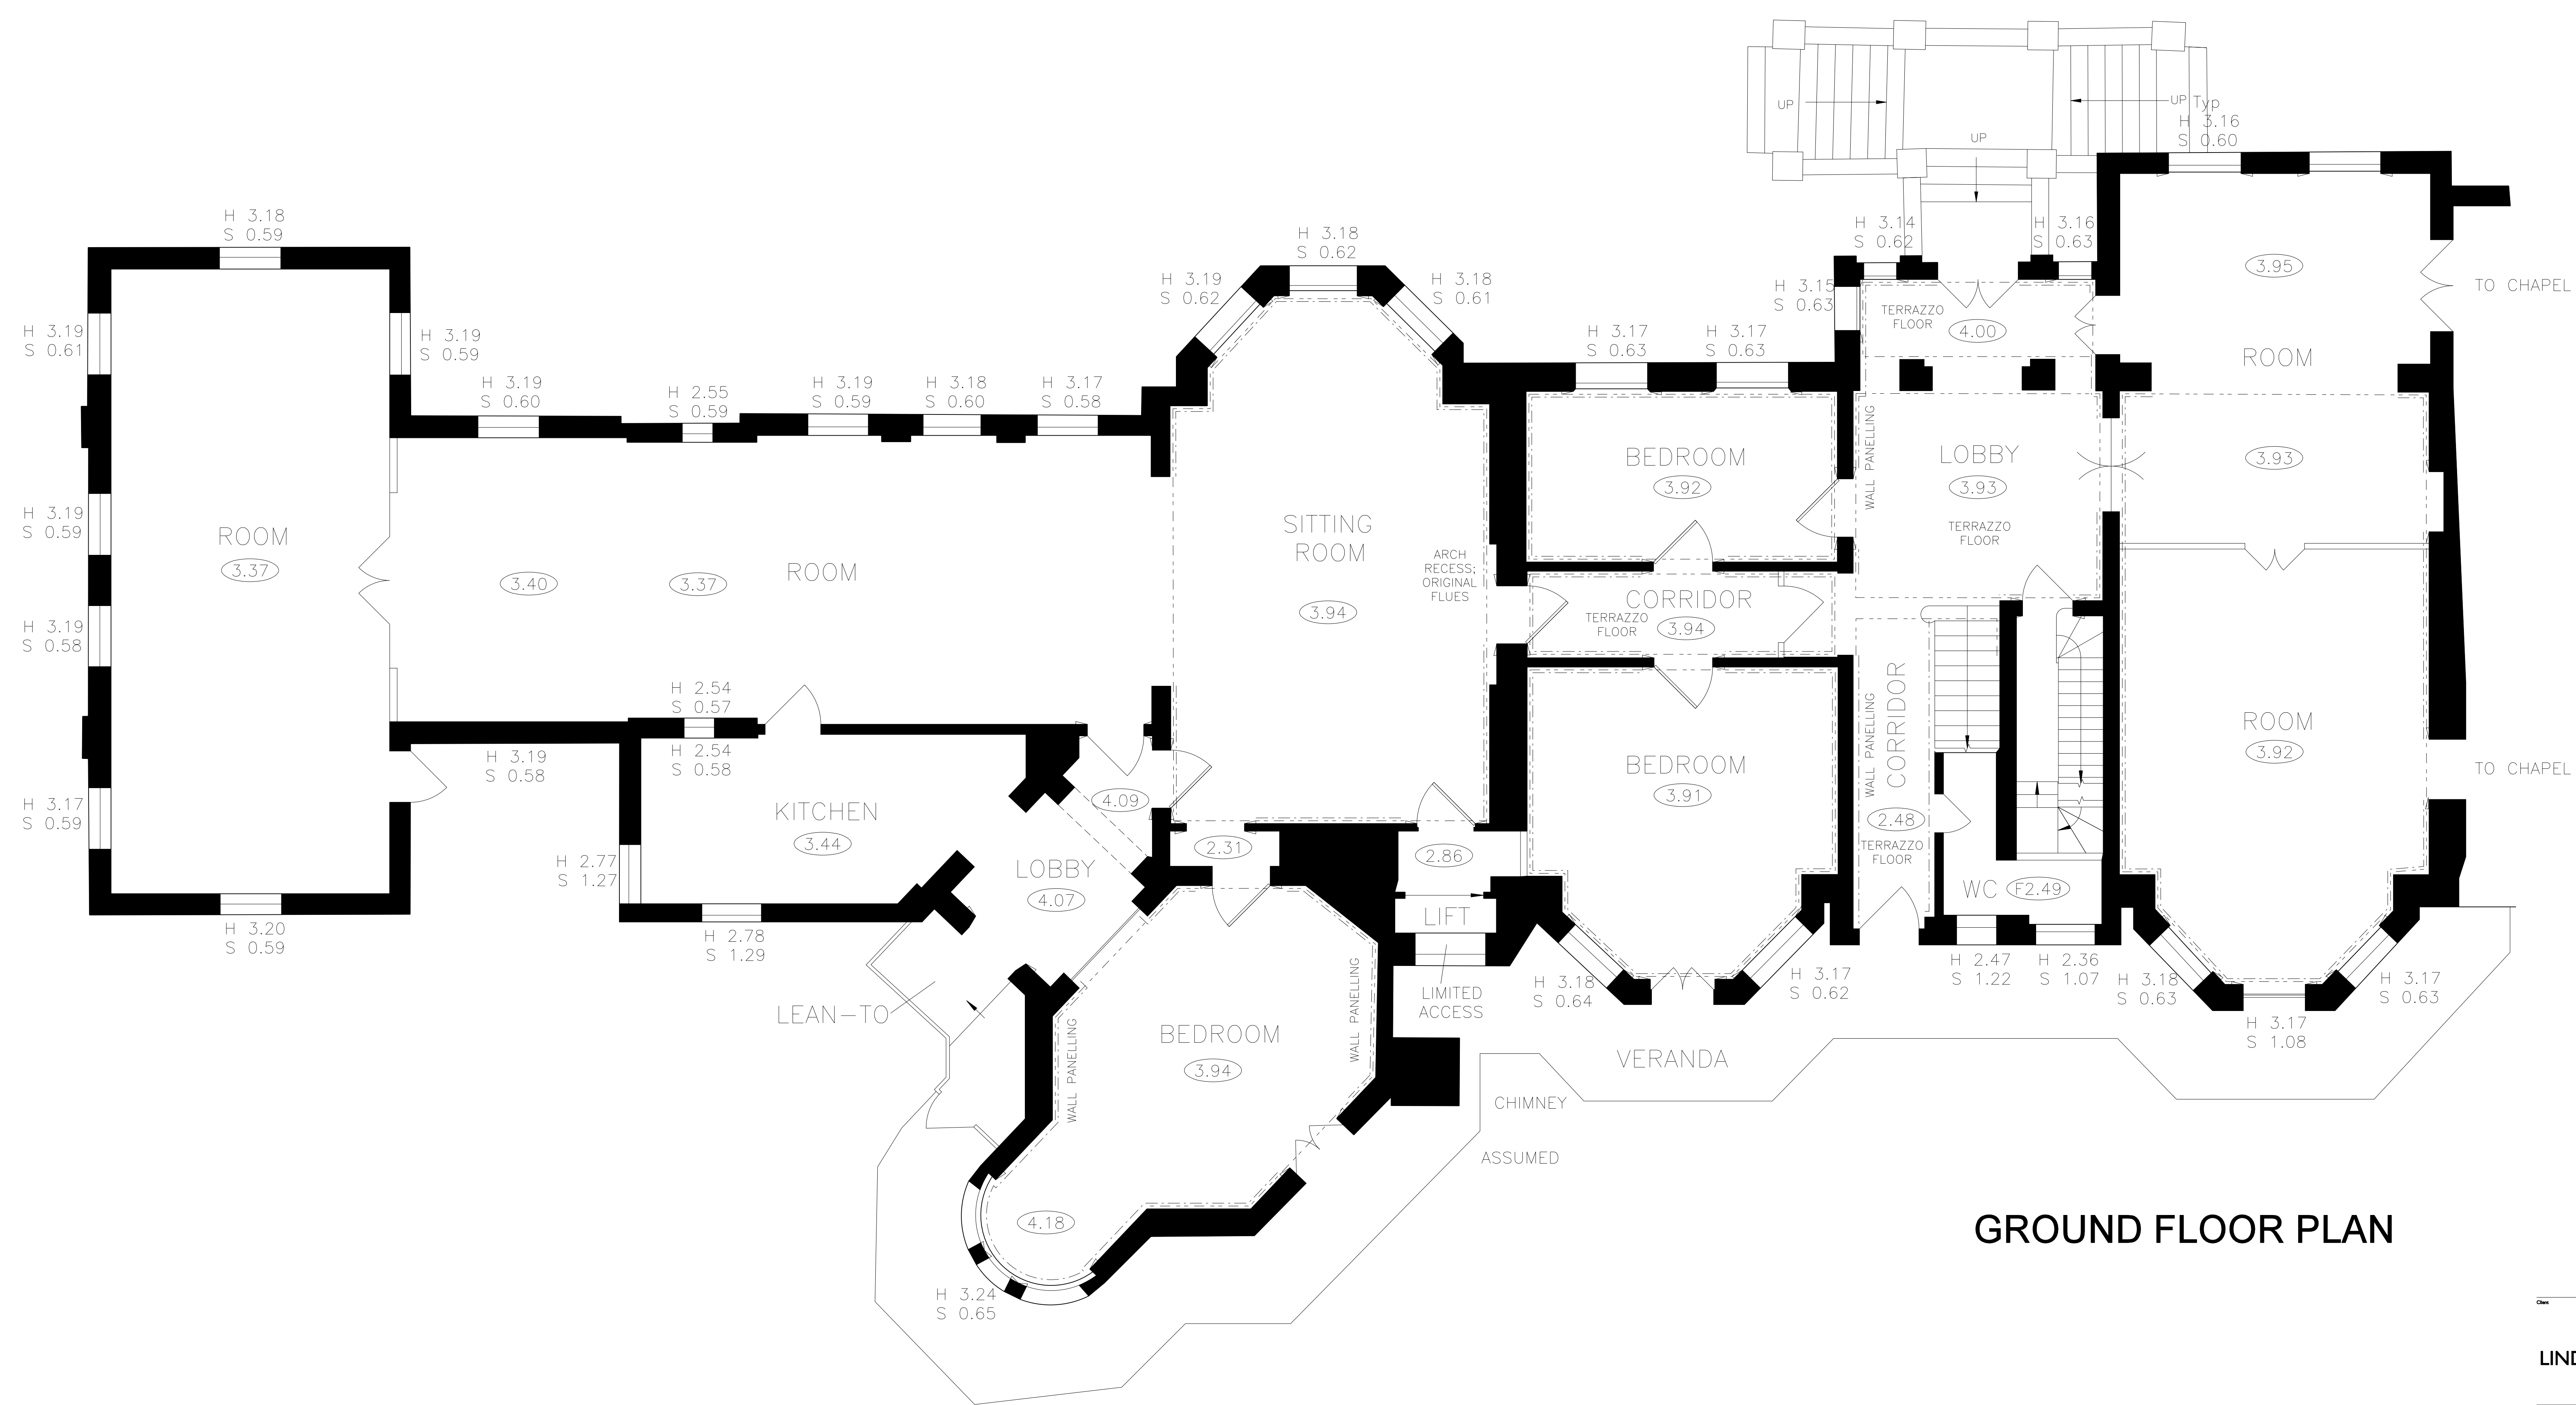 UP
UP
Typ
UP
H 3.16
S 0.60
H 3.18
S 0.59
H 3.18
S 0.62
H 3.14
S 0.62
H 3.16
S 0.63
H 3.19
S 0.62
H 3.18
S 0.61
H 3.15
S 0.63
3.95
TO CHAPEL
TERRAZZO
FLOOR
4.00
H 3.19
S 0.61
H 3.19
S 0.59
H 3.17
S 0.63
H 3.17
S 0.63
ROOM
H 3.19
S 0.60
H 2.55
S 0.59
H 3.19
S 0.59
H 3.18
S 0.60
H 3.17
S 0.58
WALL PANELLING
BEDROOM
3.92
LOBBY
3.93
TERRAZZO
FLOOR
3.93
H 3.19
S 0.59
ROOM
3.37
SITTING
ROOM
3.94
ARCH
RECESS;
ORIGINAL
FLUES
3.40
3.37
ROOM
CORRIDOR
TERRAZZO
FLOOR
3.94
H 3.19
S 0.58
H 2.54
S 0.57
H 2.54
S 0.58
H 3.19
S 0.58
WALL PANELLING
CORRIDOR
2.48
TERRAZZO
FLOOR
ROOM
3.92
TO CHAPEL
BEDROOM
3.91
H 3.17
S 0.59
KITCHEN
3.44
4.09
2.31
2.86
H 2.77
S 1.27
LOBBY
4.07
WC
F2.49
LIFT
H 3.20
S 0.59
H 2.78
S 1.29
LIMITED
ACCESS
H 3.18
S 0.64
H 3.17
S 0.62
H 2.47
S 1.22
H 2.36
S 1.07
H 3.18
S 0.63
H 3.17
S 0.63
H 3.17
S 1.08
LEAN-TO
WALL PANELLING
BEDROOM
3.94
WALL PANELLING
VERANDA
CHIMNEY
ASSUMED
4.18
H 3.24
S 0.65
GROUND FLOOR PLAN
Client
LIND